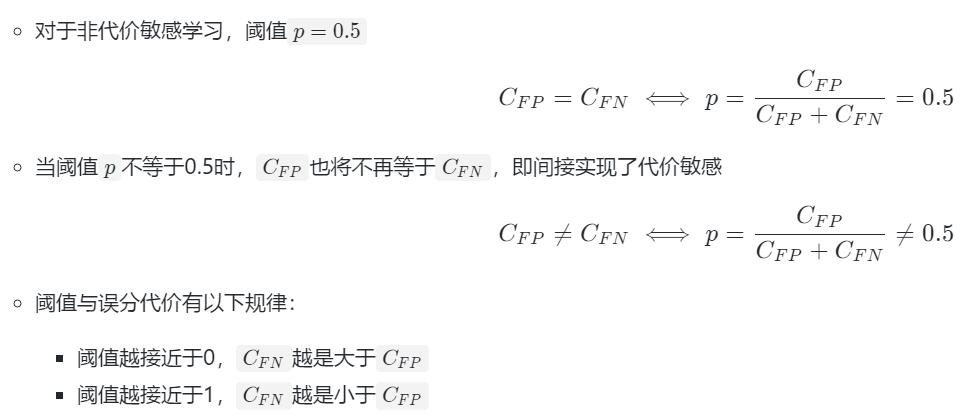 对于非代价敏感学习，阈值 p = 0.5
C_{FP} = C_{FN} ⟺ p = \frac{C_{FP}}{C_{FP} + C_{FN}} = 0.5
当阈值 p 不等于0.5时， C_{FP} 也将不再等于 C_{FN} ，即间接实现了代价敏感
C_{FP} ≠ C_{FN} ⟺ p = \frac{C_{FP}}{C_{FP} + C_{FN}} ≠ 0.5
阈值与误分代价有以下规律：
阈值越接近于0， C_{FN} 越是大于 C_{FP}
阈值越接近于1， C_{FN} 越是小于 C_{FP}